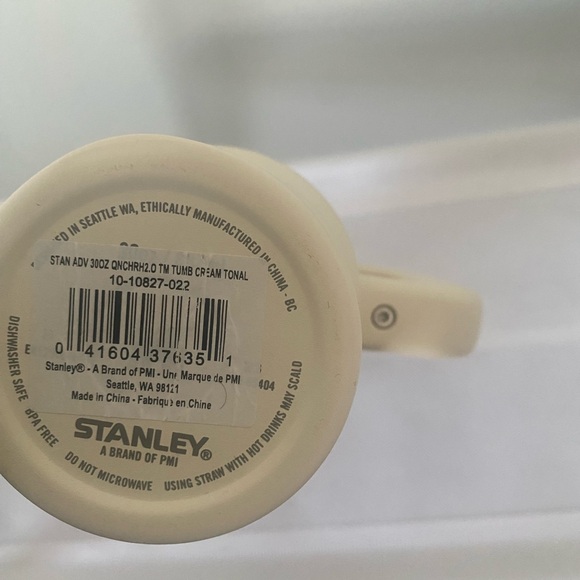 ED IN SEATTLE WA, ETHICALLY MANUFACTURED IN CHINA - BC
STAN ADV 30OZ QNCHRH2.O TM TUMB CREAM TONAL
10-10827-022
0 41604 37635 1
Stanley® - A Brand of PMI - Une Marque de PMI
Seattle, WA 98121
Made in China - Fabriqué en Chine
404
STANLEY®
A BRAND OF PMI
DISHWASHER SAFE BPA FREE DO NOT MICROWAVE USING STRAW WITH HOT DRINKS MAY SCALD